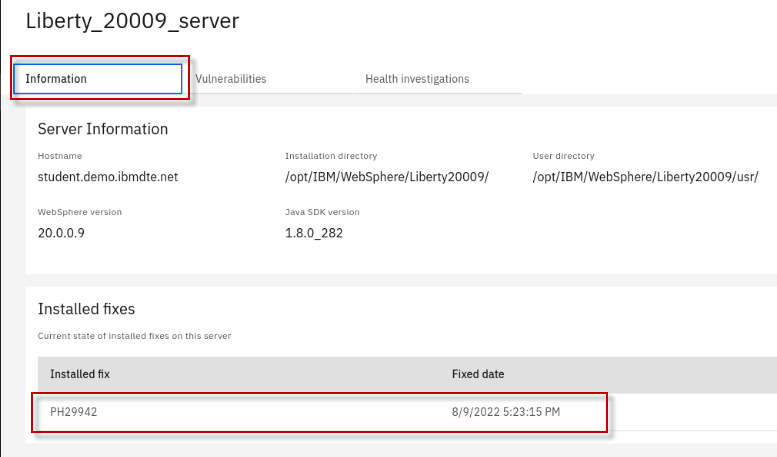 Liberty_20009_server
Information Vulnerabilities Health investigations
Server Information
Hostname Installation directory User directory
student.demo.ibmdte.net /opt/IBM/WebSphere/Liberty20009/ /opt/IBM/WebSphere/Liberty20009/usr/
WebSphere version Java SDK version
20.0.0.9 1.8.0_282
Installed fixes
Current state of installed fixes on this server
Installed fix Fixed date
PH29942 8/9/2022 5:23:15 PM